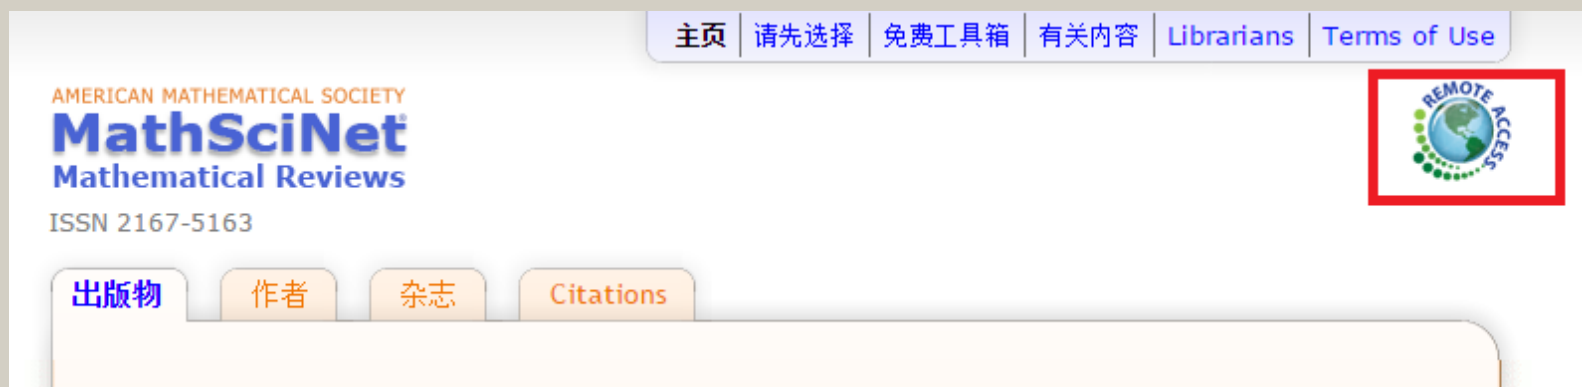 主页 请先选择 免费工具箱 有关内容 Librarians Terms of Use
AMERICAN MATHEMATICAL SOCIETY
MathSciNet
Mathematical Reviews
ISSN 2167-5163
REMOTE ACCESS
出版物 作者 杂志 Citations